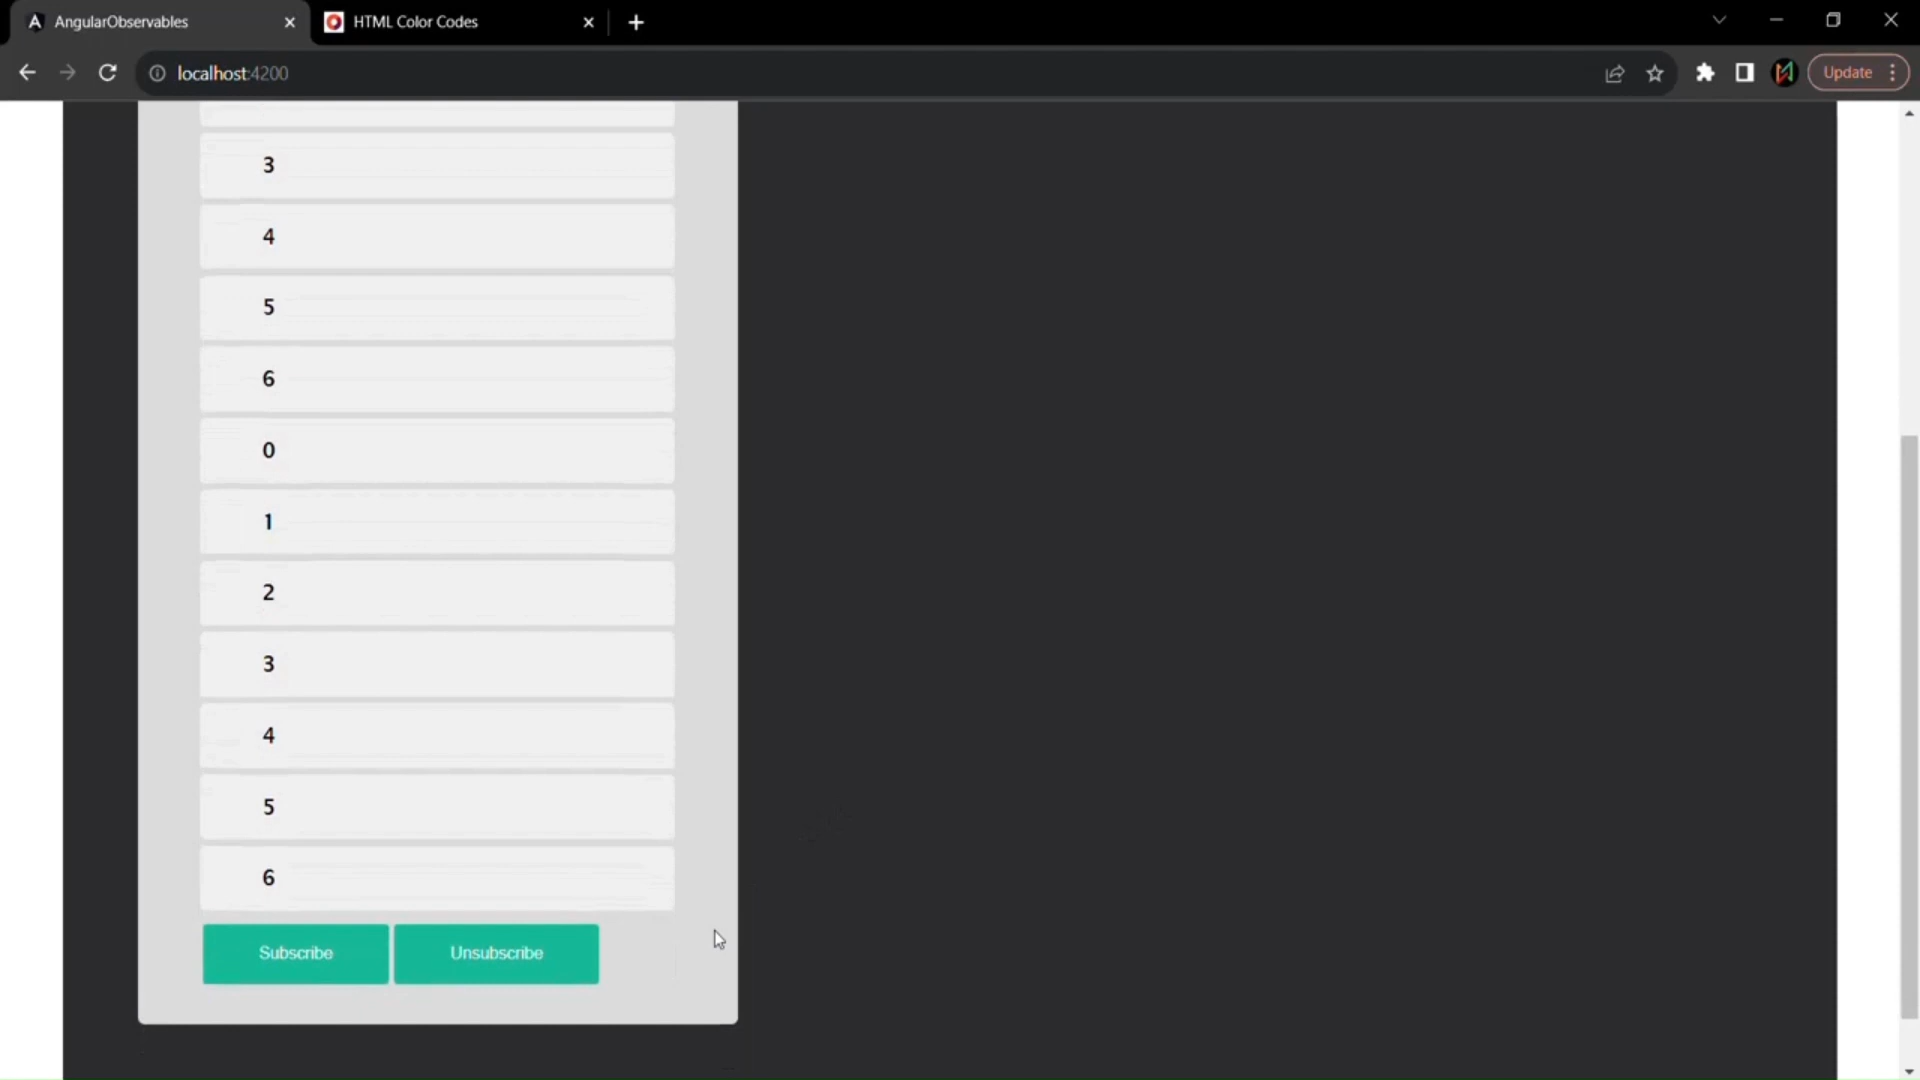 AngularObservables
HTML Color Codes
localhost:4200
Update
3
4
5
6
0
1
2
3
4
5
6
Subscribe
Unsubscribe